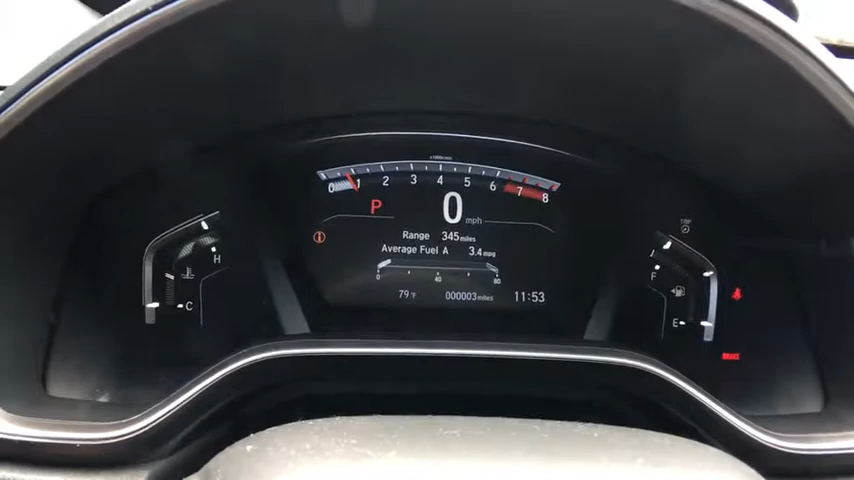 x1000r/min
0 1 2 3 4 5 6 7 8
P 0 mph
Range 345 miles
Average Fuel A 3.4 mpg
0 40 80
79°F 000003 miles 11:53
H
C
F
E
BRAKE